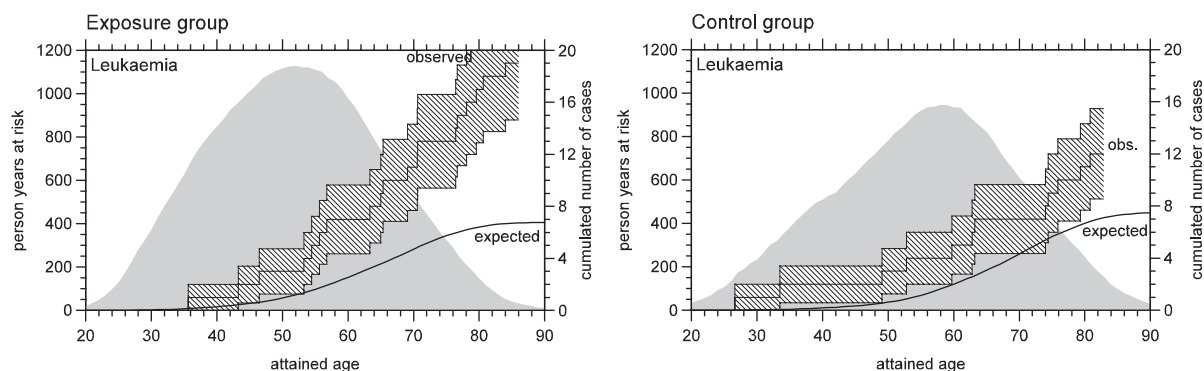 Exposure group
Leukaemia
observed
expected
person years at risk
1200
1000
800
600
400
200
0
20
16
12
8
4
0
cumulated number of cases
20 30 40 50 60 70 80 90
attained age
Control group
Leukaemia
obs.
expected
person years at risk
1200
1000
800
600
400
200
0
20
16
12
8
4
0
cumulated number of cases
20 30 40 50 60 70 80 90
attained age